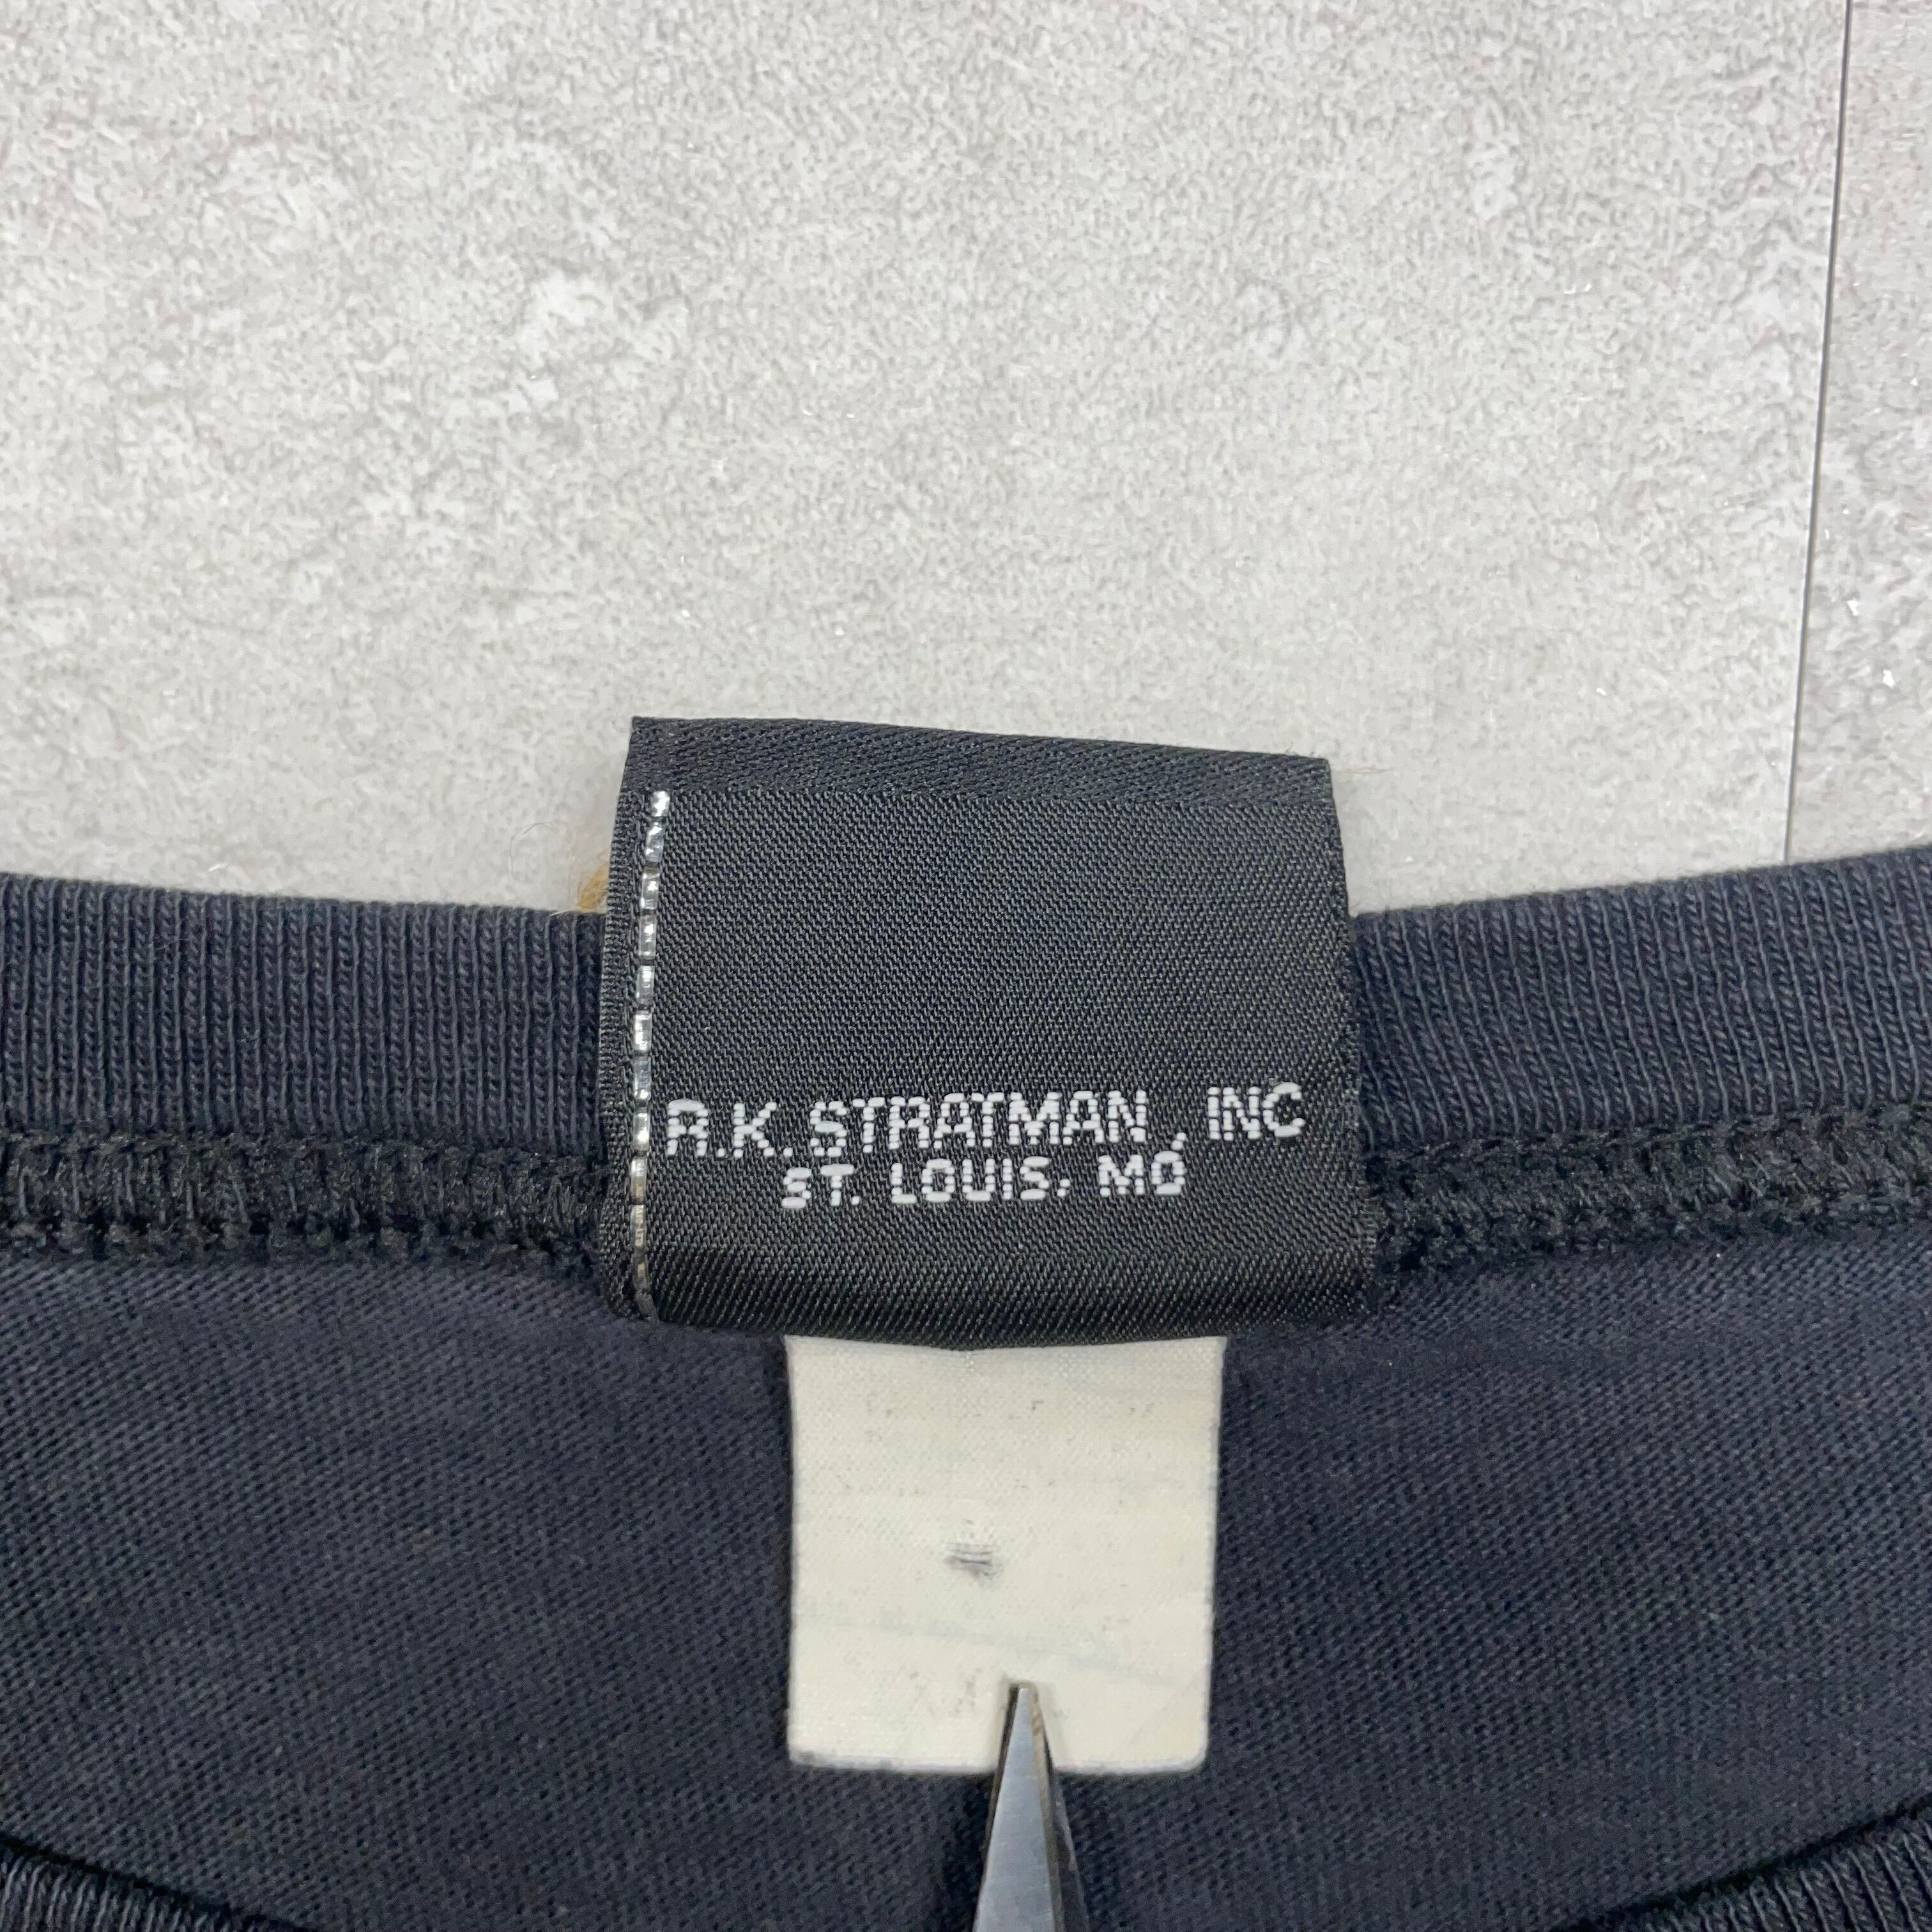 R.K. STRATMAN, INC
ST. LOUIS, MO